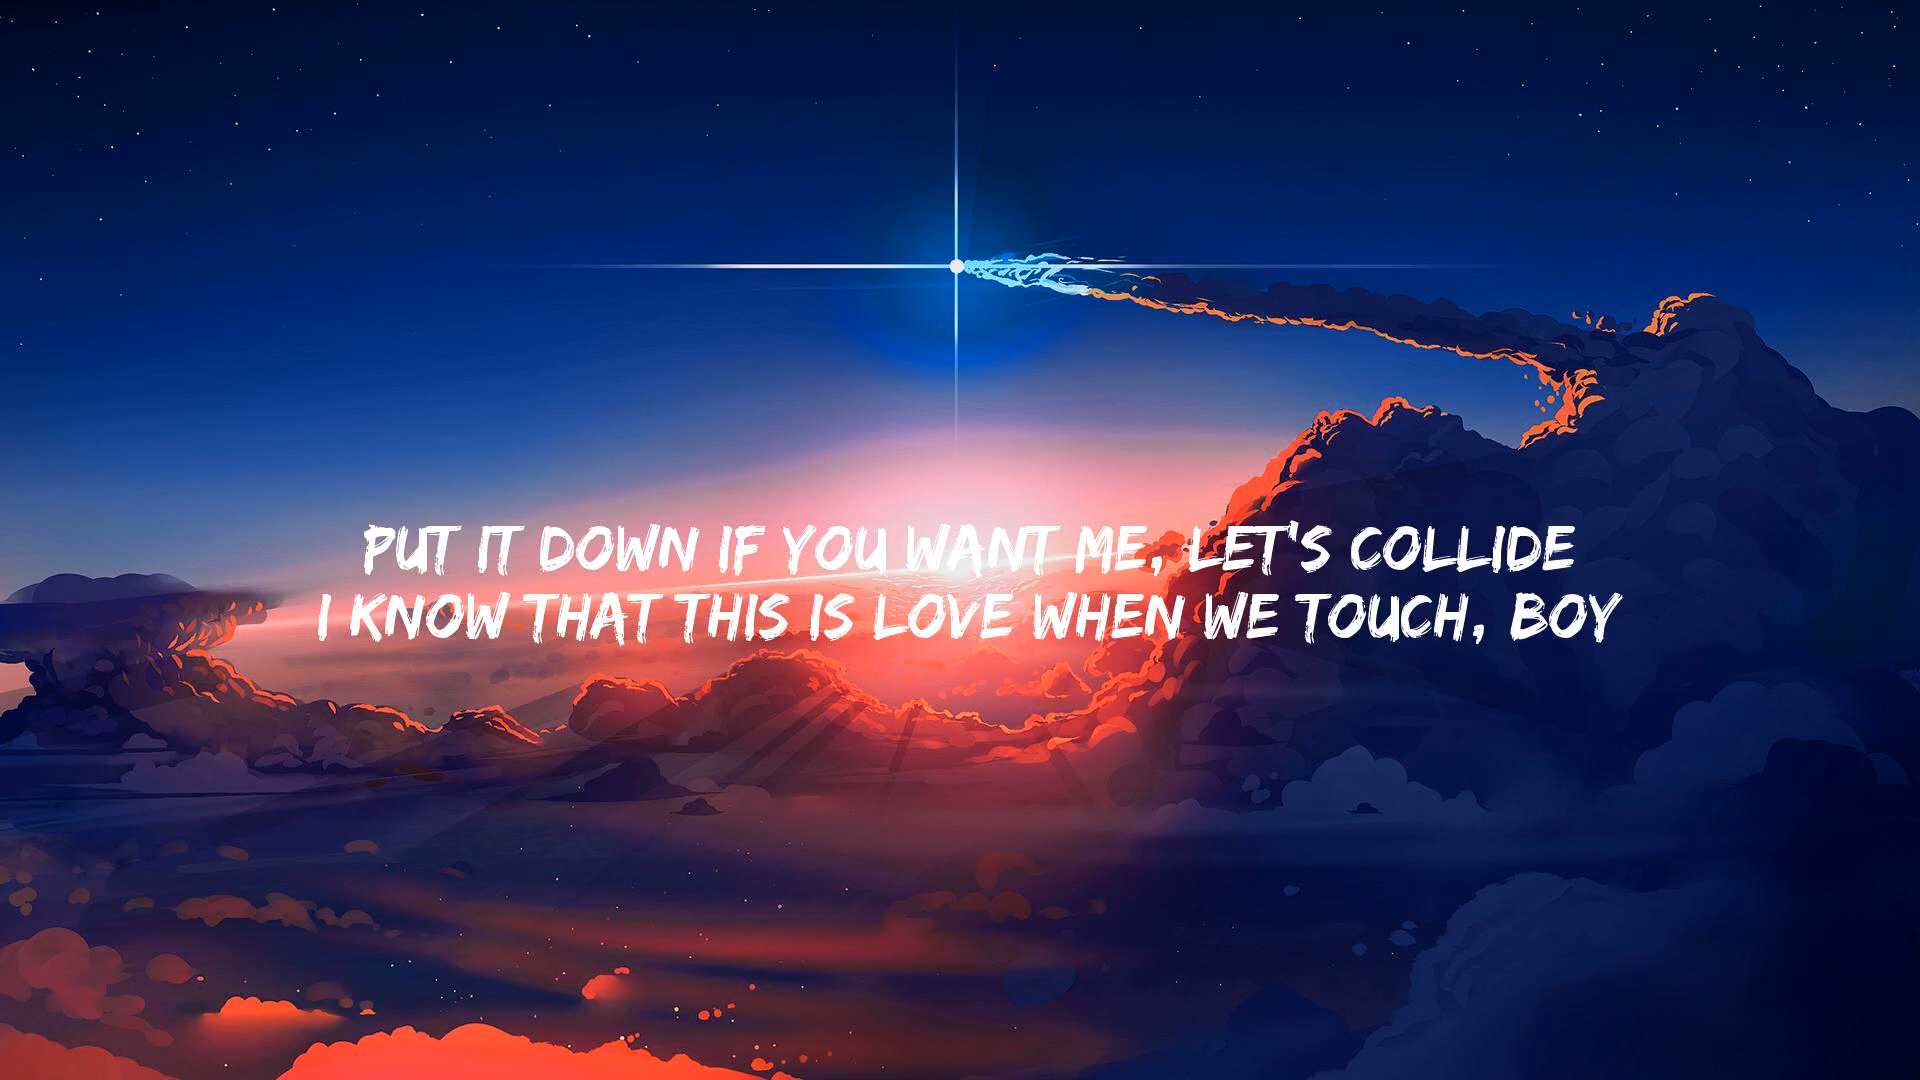 PUT IT DOWN IF YOU WANT ME, LET'S COLLIDE
I KNOW THAT THIS IS LOVE WHEN WE TOUCH, BOY